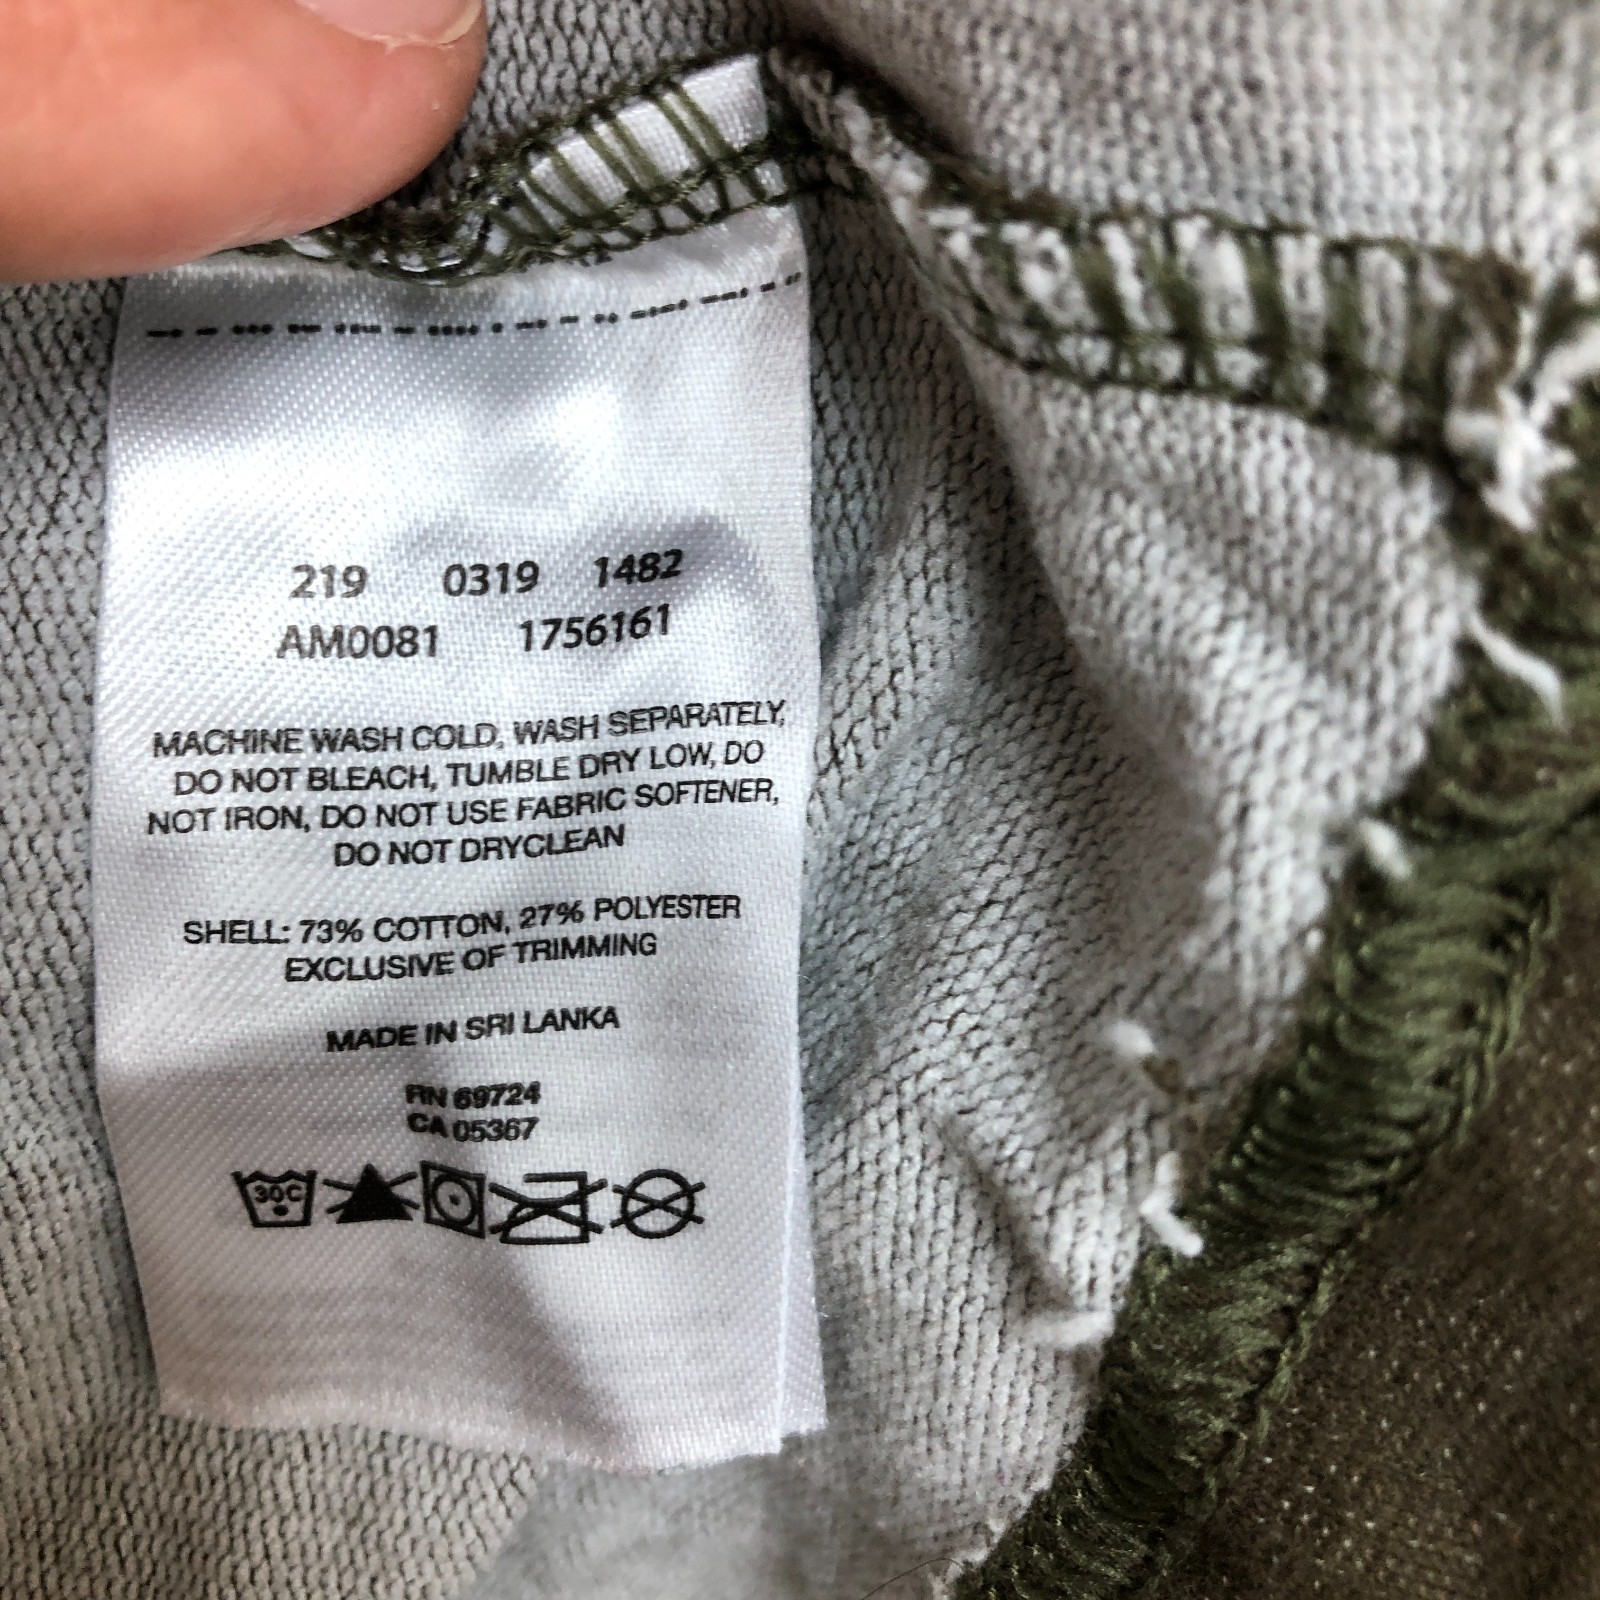 219 0319 1482
AM0081 1756161
MACHINE WASH COLD, WASH SEPARATELY,
DO NOT BLEACH, TUMBLE DRY LOW, DO
NOT IRON, DO NOT USE FABRIC SOFTENER,
DO NOT DRYCLEAN
SHELL: 73% COTTON, 27% POLYESTER
EXCLUSIVE OF TRIMMING
MADE IN SRI LANKA
RN 69724
CA 05367
30C